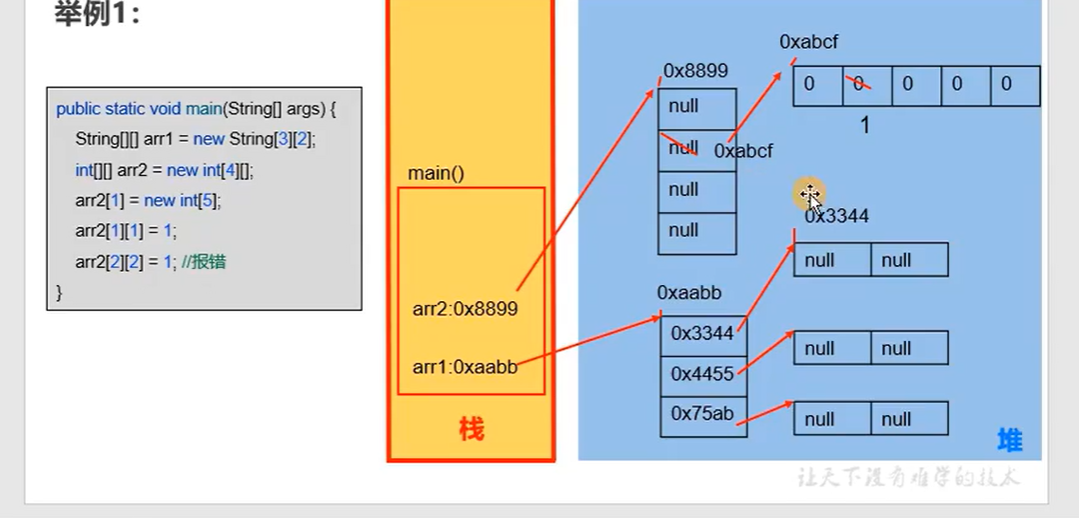 举例1：
public static void main(String[] args) {
String[][] arr1 = new String[3][2];
int[][] arr2 = new int[4][];
arr2[1] = new int[5];
arr2[1][1] = 1;
arr2[2][2] = 1; //报错
}
main()
arr2:0x8899
arr1:0xaabb
栈
0x8899
null
null 0xabcf
null
null
0xabcf
0 0 0 0 0
1
0xaabb
0x3344
0x4455
0x75ab
0x3344
null null
null null
null null
堆
让天下没有难学的技术